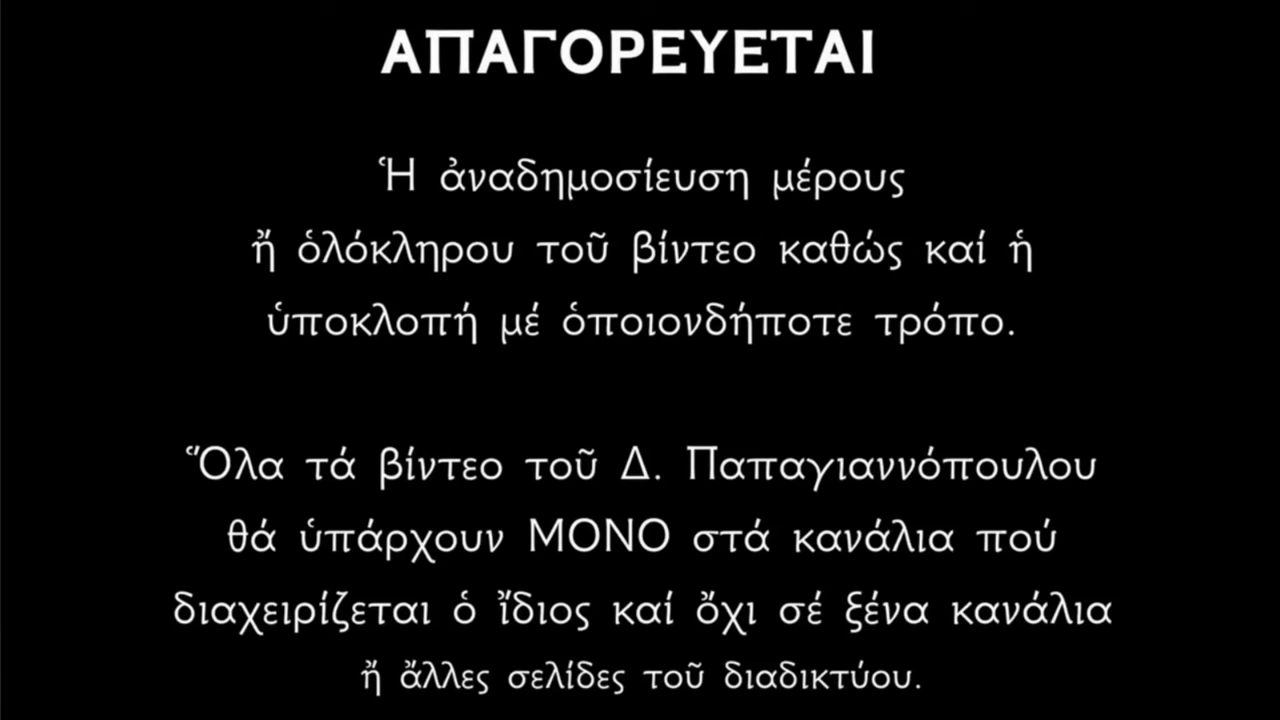 ΑΠΑΓΟΡΕΥΕΤΑΙ
Ἡ ἀναδημοσίευση μέρους
ἤ ὁλόκληρου τοῦ βίντεο καθώς καί ἡ
ὑποκλοπή μέ ὁποιονδήποτε τρόπο.
Ὅλα τά βίντεο τοῦ Δ. Παπαγιαννόπουλου
θά ὑπάρχουν ΜΟΝΟ στά κανάλια πού
διαχειρίζεται ὁ ἴδιος καί ὄχι σέ ξένα κανάλια
ἤ ἄλλες σελίδες τοῦ διαδικτύου.